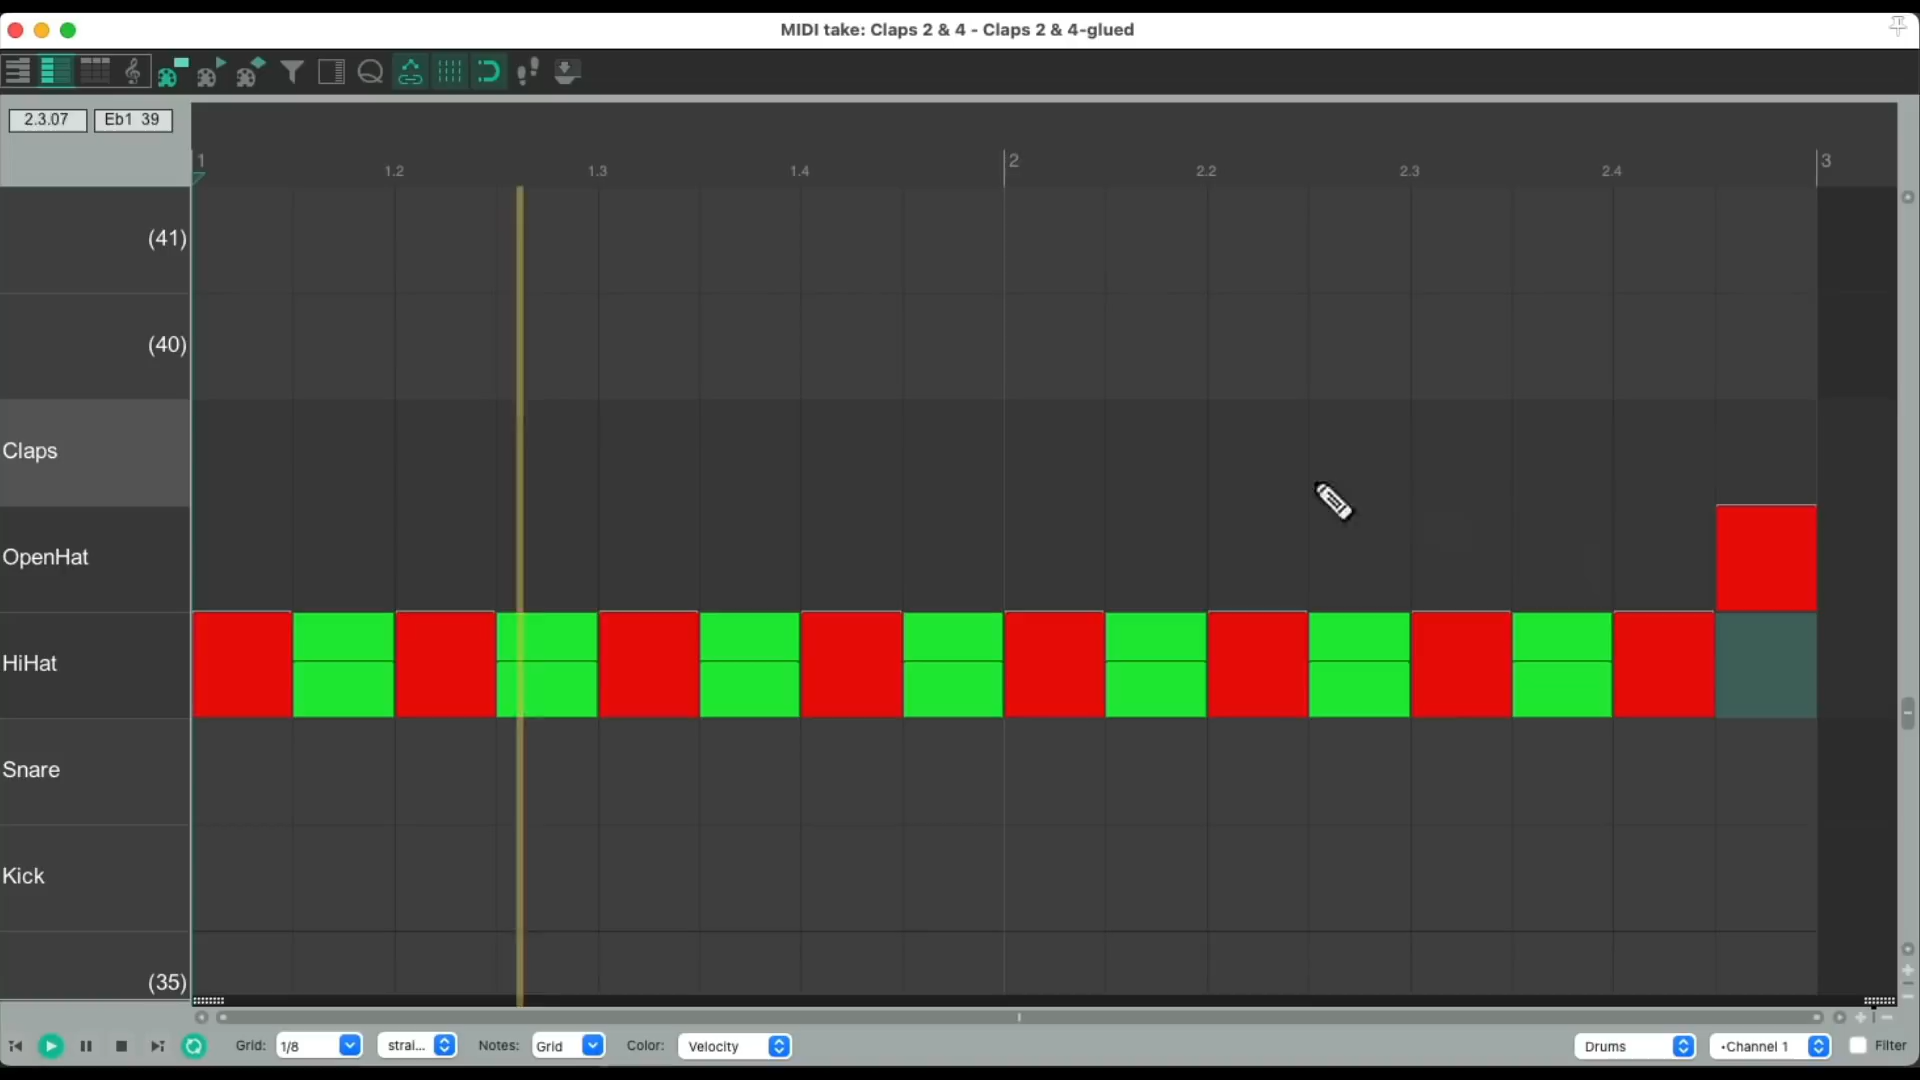 MIDI take: Claps 2 & 4 - Claps 2 & 4-glued
2.3.07 Eb1 39
1 1.2 1.3 1.4 2 2.2 2.3 2.4 3
(41)
(40)
Claps
OpenHat
HiHat
Snare
Kick
(35)
Grid: 1/8 strai... Notes: Grid Color: Velocity Drums •Channel 1 Filter